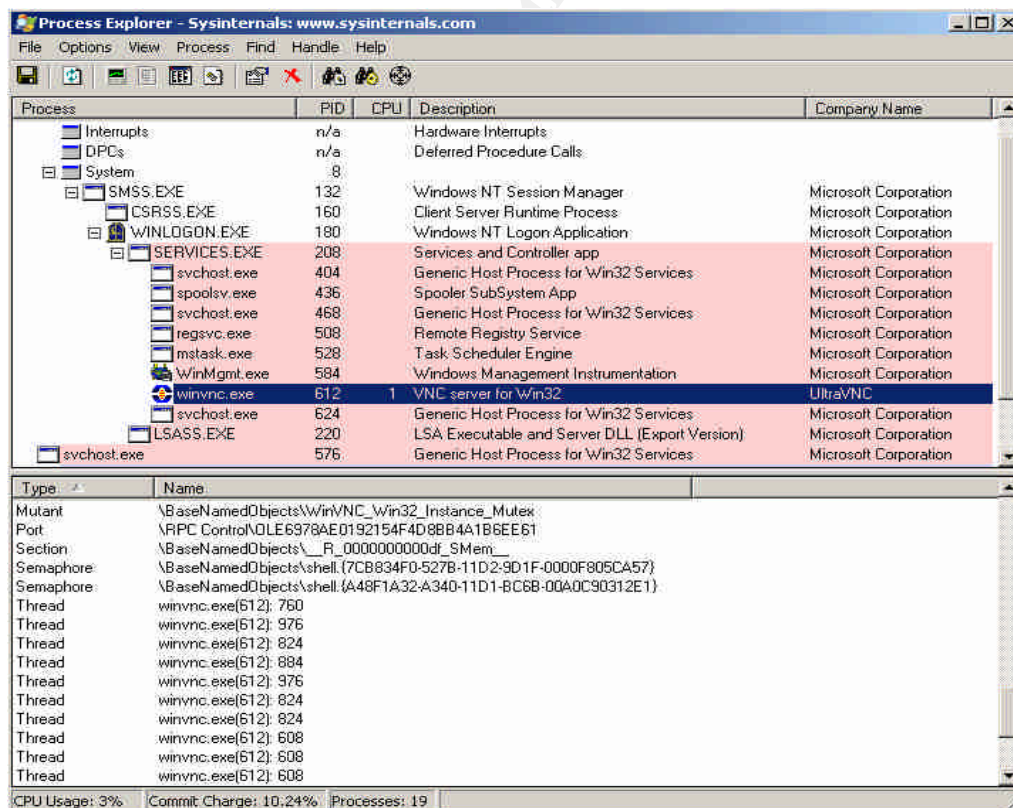 Process Explorer - Sysinternals: www.sysinternals.com
File Options View Process Find Handle Help
Process PID CPU Description Company Name
Interrupts n/a Hardware Interrupts
DPCs n/a Deferred Procedure Calls
System 8
SMSS.EXE 132 Windows NT Session Manager Microsoft Corporation
CSRSS.EXE 160 Client Server Runtime Process Microsoft Corporation
WINLOGON.EXE 180 Windows NT Logon Application Microsoft Corporation
SERVICES.EXE 208 Services and Controller app Microsoft Corporation
svchost.exe 404 Generic Host Process for Win32 Services Microsoft Corporation
spoolsv.exe 436 Spooler SubSystem App Microsoft Corporation
svchost.exe 468 Generic Host Process for Win32 Services Microsoft Corporation
regsvc.exe 508 Remote Registry Service Microsoft Corporation
mstask.exe 528 Task Scheduler Engine Microsoft Corporation
WinMgmt.exe 584 Windows Management Instrumentation Microsoft Corporation
winvnc.exe 612 1 VNC server for Win32 UltraVNC
svchost.exe 624 Generic Host Process for Win32 Services Microsoft Corporation
LSASS.EXE 220 LSA Executable and Server DLL (Export Version) Microsoft Corporation
svchost.exe 576 Generic Host Process for Win32 Services Microsoft Corporation
Type Name
Mutant \BaseNamedObjects\WinVNC_Win32_Instance_Mutex
Port \RPC Control\OLE6978AE0192154F4D8BB4A1B6EE61
Section \BaseNamedObjects\__R_0000000000df_SMem__
Semaphore \BaseNamedObjects\shell.{7CB834F0-527B-11D2-9D1F-0000F805CA57}
Semaphore \BaseNamedObjects\shell.{A48F1A32-A340-11D1-BC6B-00A0C90312E1}
Thread winvnc.exe(612): 760
Thread winvnc.exe(612): 976
Thread winvnc.exe(612): 824
Thread winvnc.exe(612): 884
Thread winvnc.exe(612): 976
Thread winvnc.exe(612): 824
Thread winvnc.exe(612): 824
Thread winvnc.exe(612): 608
Thread winvnc.exe(612): 608
Thread winvnc.exe(612): 608
CPU Usage: 3% Commit Charge: 10.24% Processes: 19